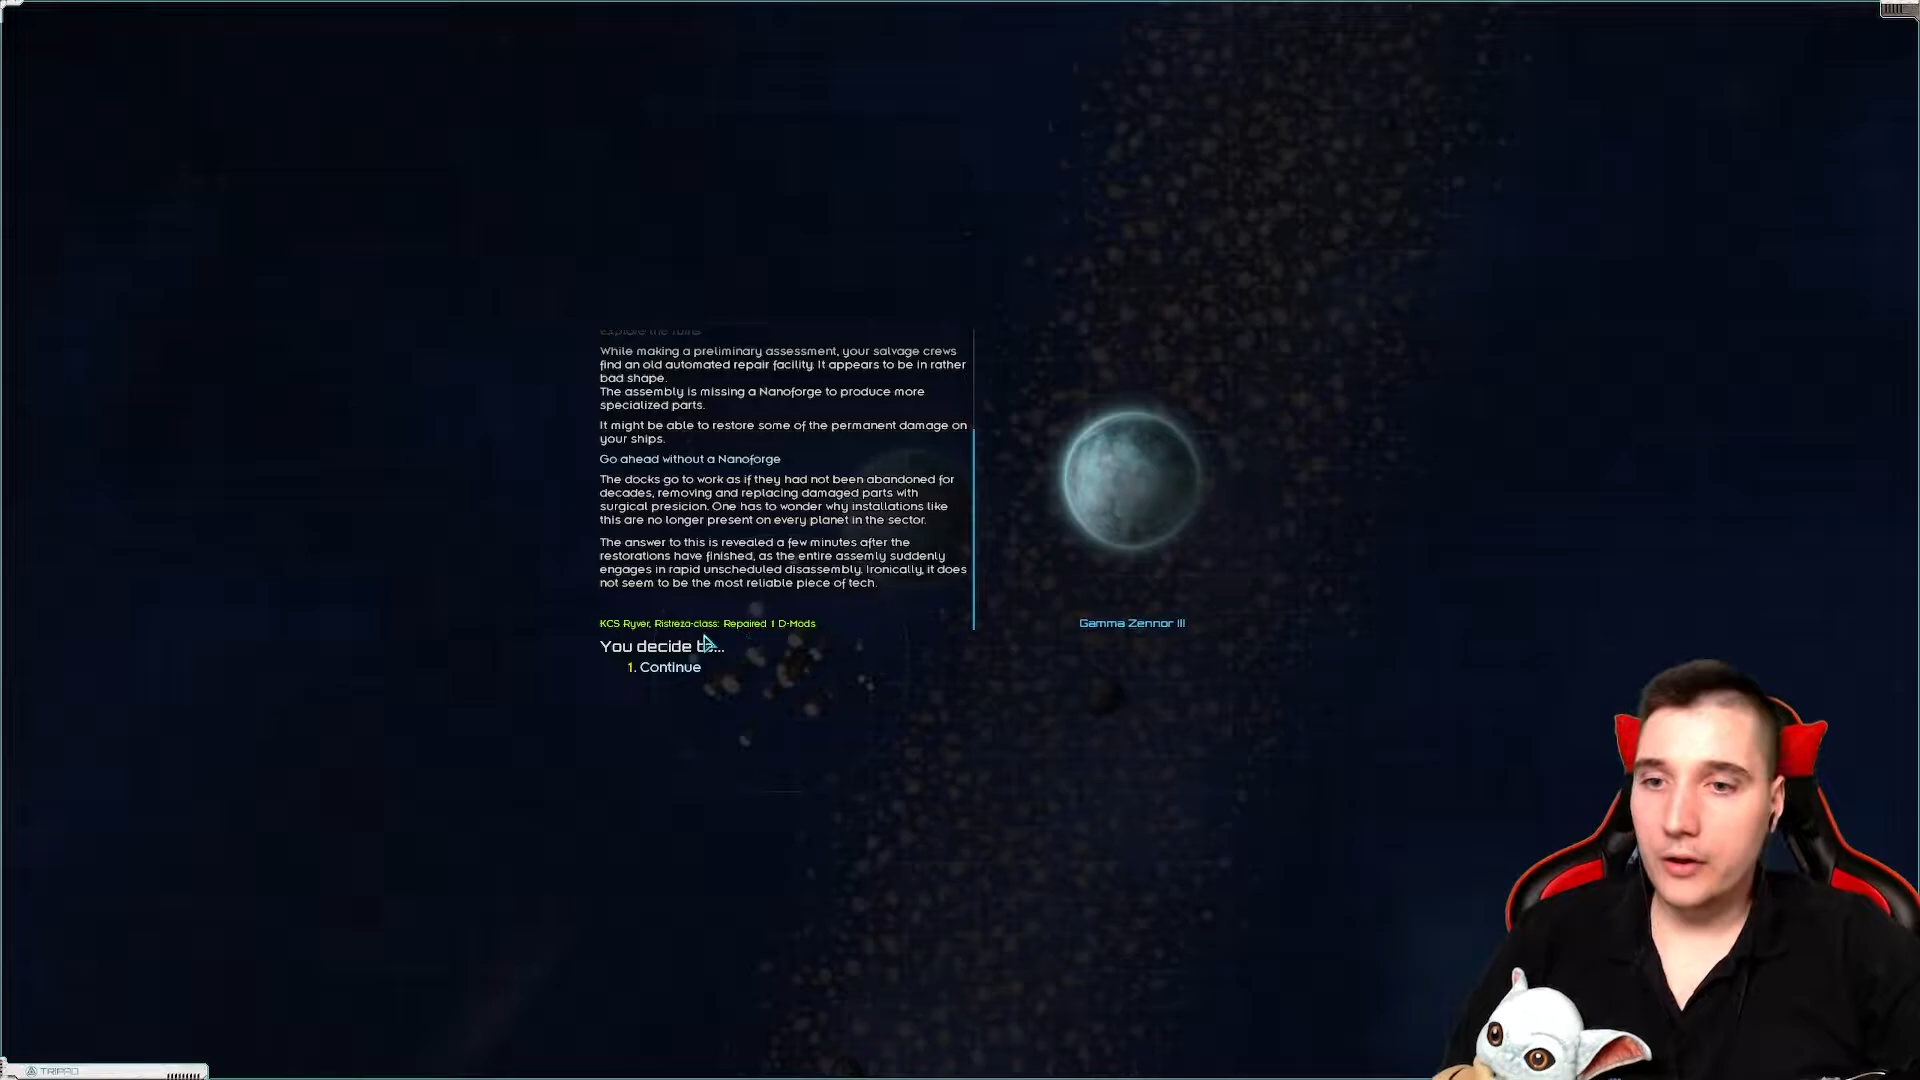 Explore the ruins
While making a preliminary assessment, your salvage crews
find an old automated repair facility. It appears to be in rather
bad shape.
The assembly is missing a Nanoforge to produce more
specialized parts.
It might be able to restore some of the permanent damage on
your ships.
Go ahead without a Nanoforge
The docks go to work as if they had not been abandoned for
decades, removing and replacing damaged parts with
surgical presicion. One has to wonder why installations like
this are no longer present on every planet in the sector.
The answer to this is revealed a few minutes after the
restorations have finished, as the entire assemly suddenly
engages in rapid unscheduled disassembly. Ironically, it does
not seem to be the most reliable piece of tech.
KCS Ryver, Ristreza-class: Repaired 1 D-Mods
You decide to...
1. Continue
Gamma Zennor III
TRIPAD